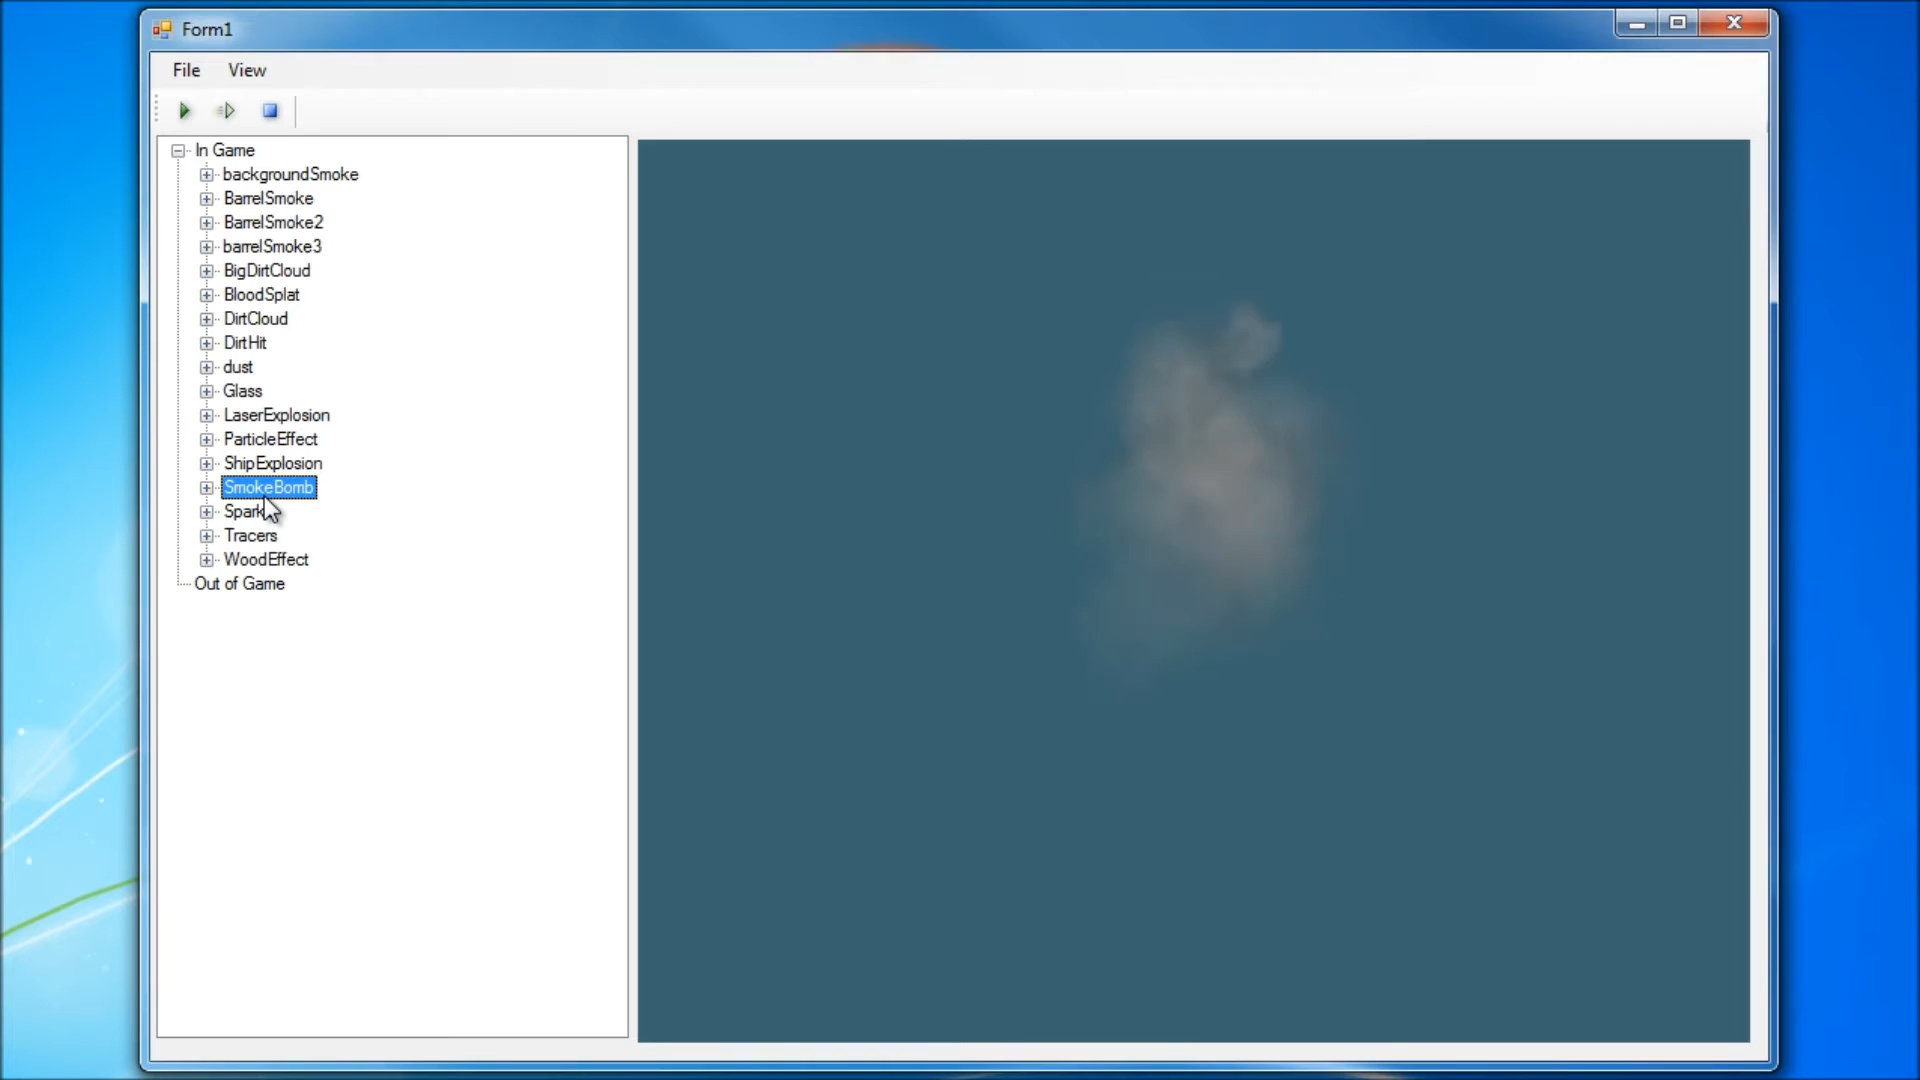 Form1
File View
In Game
backgroundSmoke
BarrelSmoke
BarrelSmoke2
barrelSmoke3
BigDirtCloud
BloodSplat
DirtCloud
DirtHit
dust
Glass
LaserExplosion
ParticleEffect
ShipExplosion
SmokeBomb
Spark
Tracers
WoodEffect
Out of Game